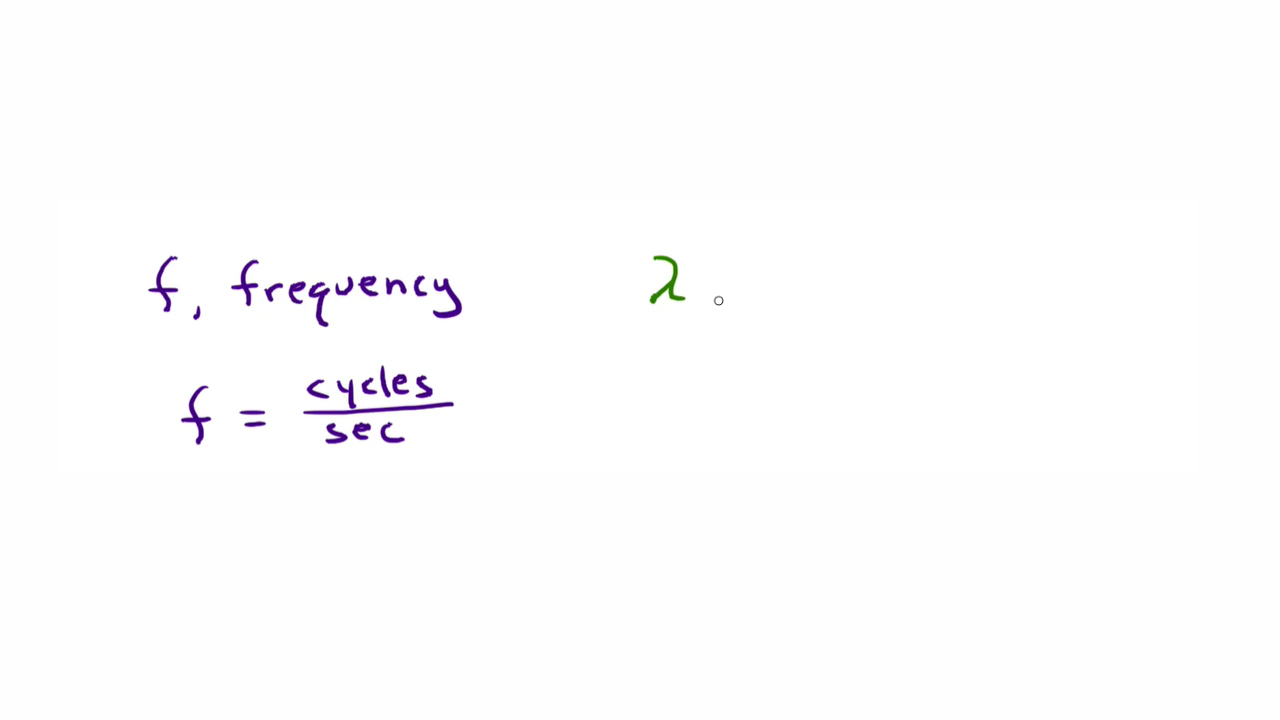 f, frequency
λ
f = cycles/sec